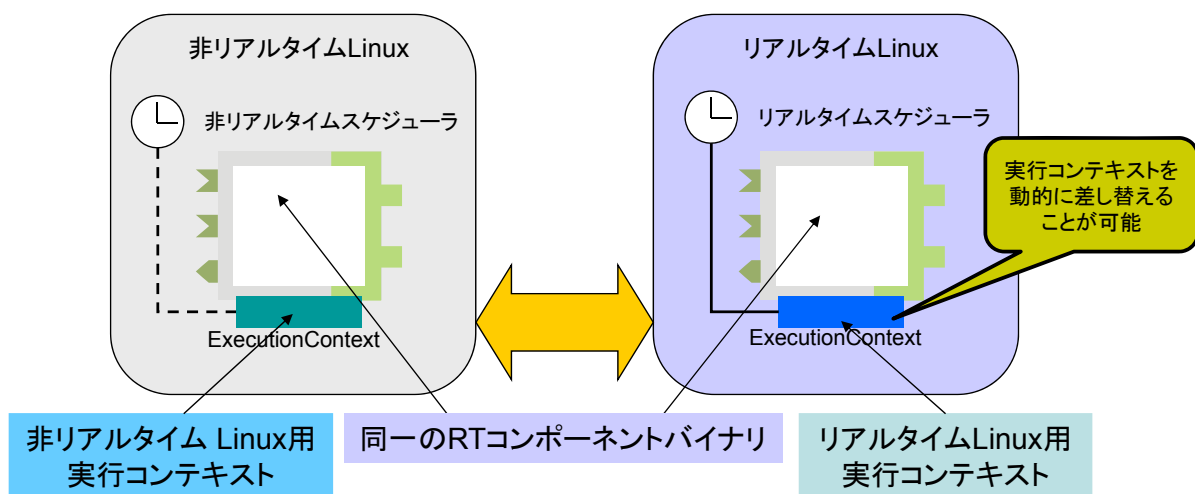 非リアルタイムLinux
非リアルタイムスケジューラ
ExecutionContext
リアルタイムLinux
リアルタイムスケジューラ
ExecutionContext
実行コンテキストを
動的に差し替える
ことが可能
非リアルタイム Linux用
実行コンテキスト
同一のRTコンポーネントバイナリ
リアルタイムLinux用
実行コンテキスト